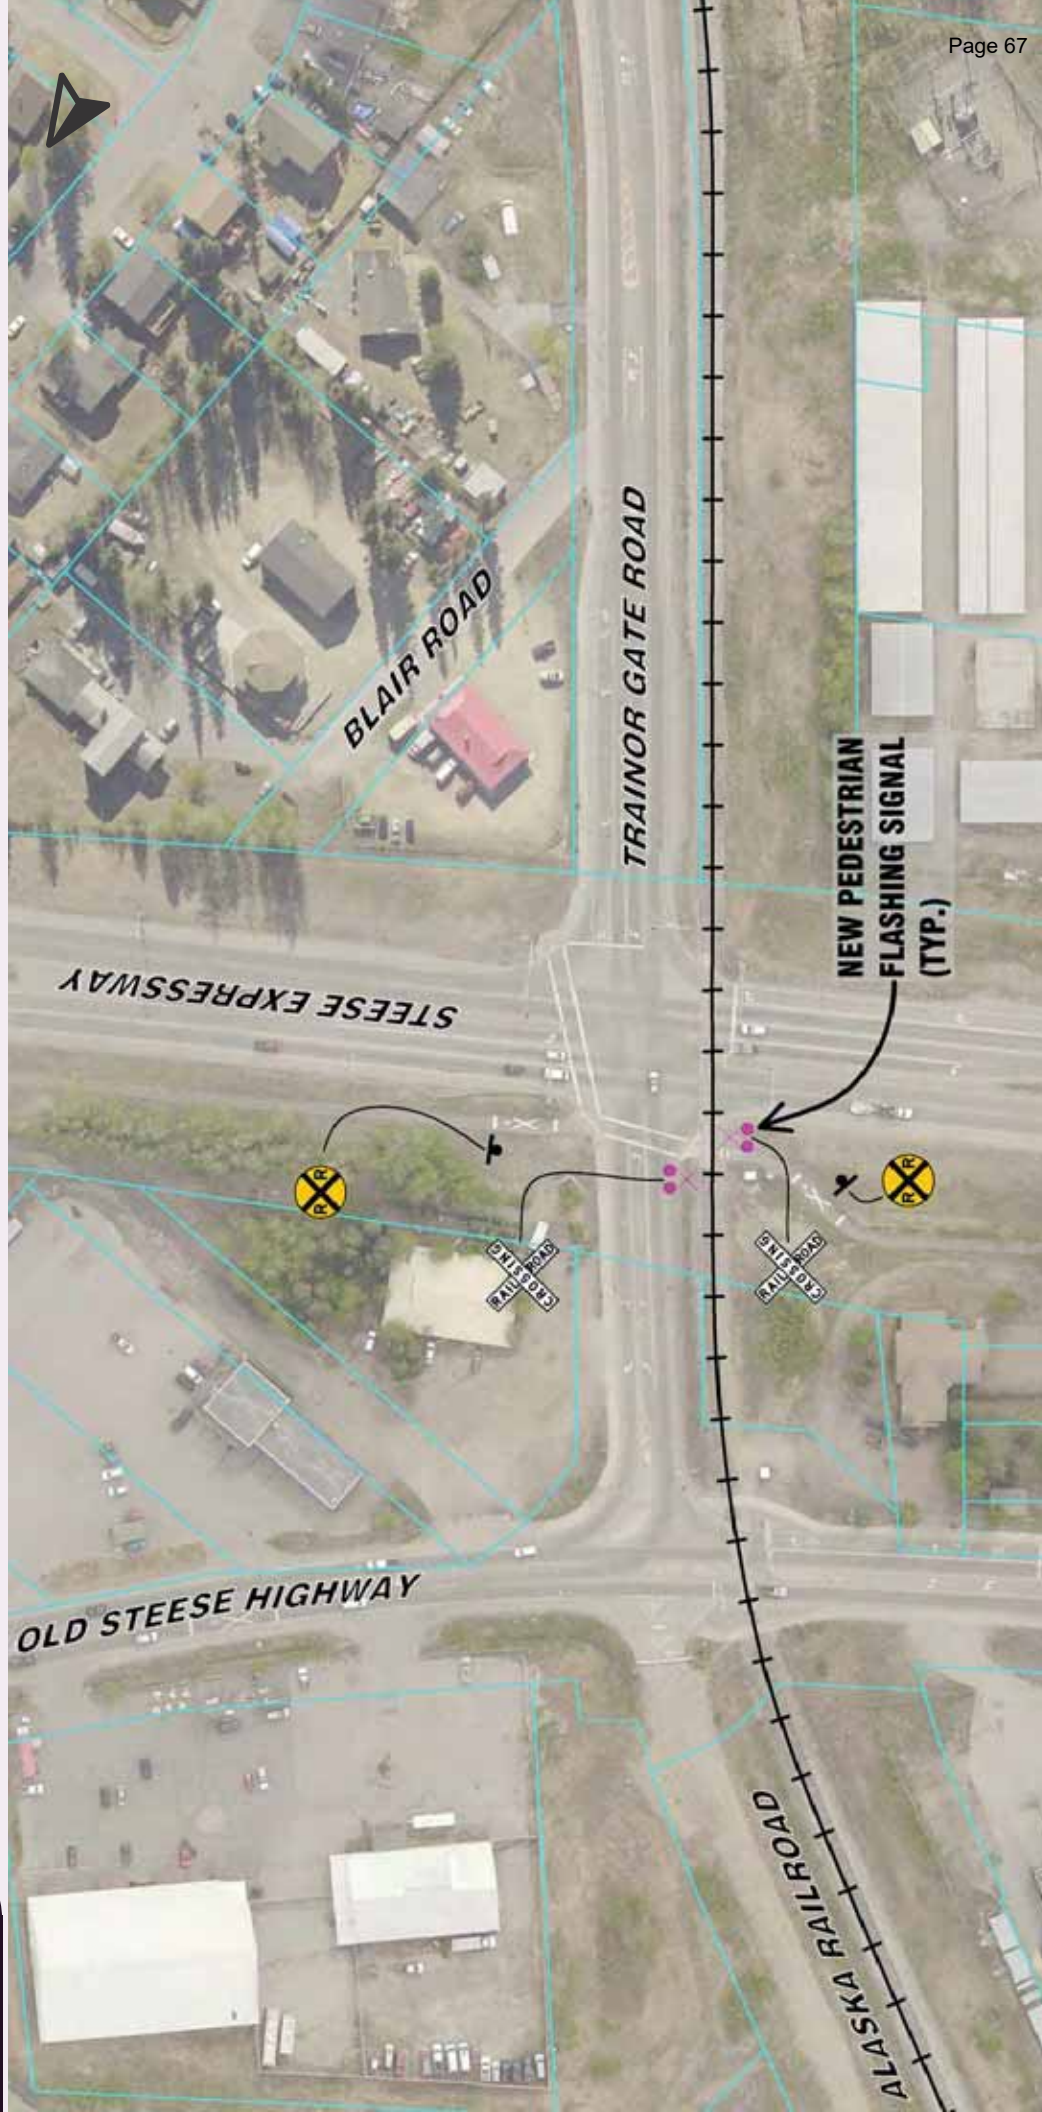 Page 67
BLAIR ROAD
TRAINOR GATE ROAD
NEW PEDESTRIAN
FLASHING SIGNAL
(TYP.)
STEESE EXPRESSWAY
R R
R R
RAILROAD
CROSSING
RAILROAD
CROSSING
OLD STEESE HIGHWAY
ALASKA RAILROAD